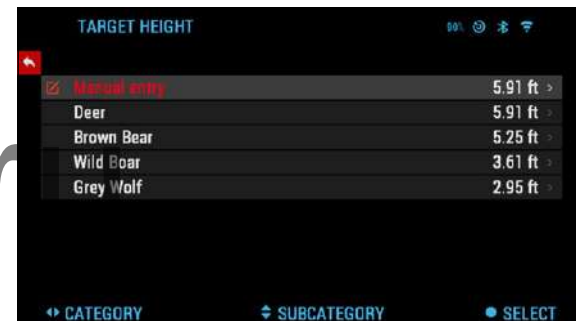 TARGET HEIGHT 90%
Manual entry 5.91 ft >
Deer 5.91 ft >
Brown Bear 5.25 ft >
Wild Boar 3.61 ft >
Grey Wolf 2.95 ft >
CATEGORY SUBCATEGORY SELECT